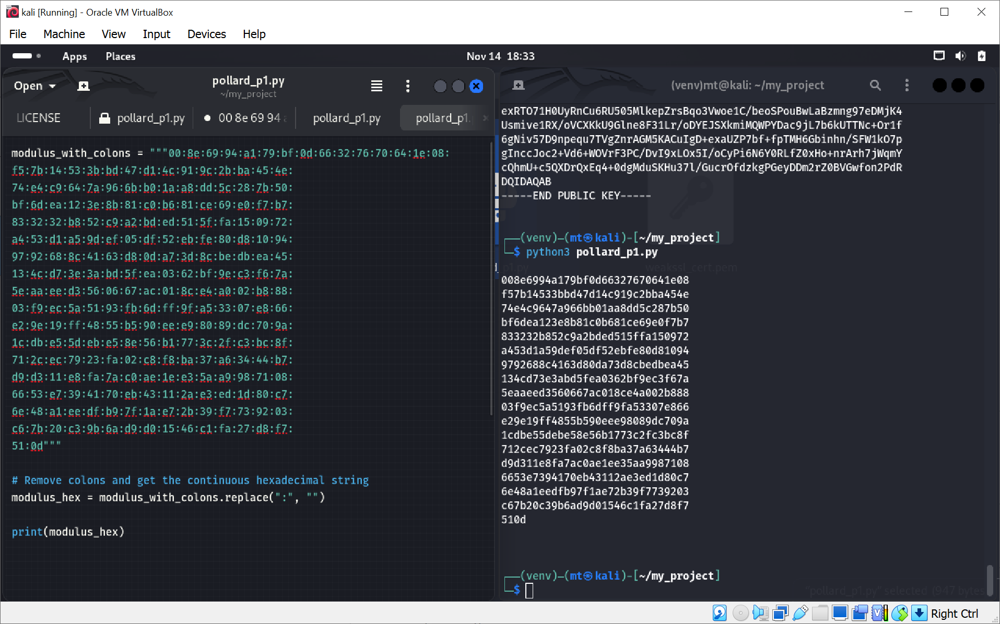 kali [Running] - Oracle VM VirtualBox
File Machine View Input Devices Help
Apps Places Nov 14 18:33
Open pollard_p1.py
~/my_project
LICENSE pollard_p1.py 00 8e 69 94 pollard_p1.py pollard_p1.
modulus_with_colons = """00:8e:69:94:a1:79:bf:0d:66:32:76:70:64:1e:08:
f5:7b:14:53:3b:bd:47:d1:4c:91:9c:2b:ba:45:4e:
74:e4:c9:64:7a:96:6b:b0:1a:a8:dd:5c:28:7b:50:
bf:6d:ea:12:3e:8b:81:c0:b6:81:ce:69:e0:f7:b7:
83:32:32:b8:52:c9:a2:bd:ed:51:5f:fa:15:09:72:
a4:53:d1:a5:9d:ef:05:df:52:eb:fe:80:d8:10:94:
97:92:68:8c:41:63:d8:0d:a7:3d:8c:be:db:ea:45:
13:4c:d7:3e:3a:bd:5f:ea:03:62:bf:9e:c3:f6:7a:
5e:aa:ee:d3:56:06:67:ac:01:8c:e4:a0:02:b8:88:
03:f9:ec:5a:51:93:fb:6d:ff:9f:a5:33:07:e8:66:
e2:9e:19:ff:48:55:b5:90:ee:e9:80:89:dc:70:9a:
1c:db:e5:5d:eb:e5:8e:56:b1:77:3c:2f:c3:bc:8f:
71:2c:ec:79:23:fa:02:c8:f8:ba:37:a6:34:44:b7:
d9:d3:11:e8:fa:7a:c0:ae:1e:e3:5a:a9:98:71:08:
66:53:e7:39:41:70:eb:43:11:2a:e3:ed:1d:80:c7:
6e:48:a1:ee:df:b9:7f:1a:e7:2b:39:f7:73:92:03:
c6:7b:20:c3:9b:6a:d9:d0:15:46:c1:fa:27:d8:f7:
51:0d"""
# Remove colons and get the continuous hexadecimal string
modulus_hex = modulus_with_colons.replace(":", "")
print(modulus_hex)
(venv)mt@kali: ~/my_project
exRTO71H0UyRnCu6RU505MlkepZrsBqo3Vwoe1C/beoSPouBwLaBzmng97eDMjK4
Usmive1RX/oVCXKkU9Glne8F31Lr/oDYEJSXkmiMQWPYDac9jL7b6kUTTNc+Or1f
6gNiv57D9npequ7TVgZnrAGM5KACuIgD+exaUZP7bf+fpTMH6Gbinhn/SFW1kO7p
gInccJoc2+Vd6+WOVrF3PC/DvI9xLOx5I/oCyPi6N6Y0RLfZ0xHo+nrArh7jWqmY
cQhmU+c5QXDrQxEq4+0dgMduSKHu37l/GucrOfdzkgPGeyDDm2rZ0BVGwfon2PdR
DQIDAQAB
-----END PUBLIC KEY-----
(venv)-(mt㉿kali)-[~/my_project]
$ python3 pollard_p1.py
_p1.py weakssl_cert.pem
008e6994a179bf0d66327670641e08
f57b14533bbd47d14c919c2bba454e
74e4c9647a966bb01aa8dd5c287b50
bf6dea123e8b81c0b681ce69e0f7b7
833232b852c9a2bded515ffa150972
a453d1a59def05df52ebfe80d81094
9792688c4163d80da73d8cbedbea45
134cd73e3abd5fea0362bf9ec3f67a
5eaaeed3560667ac018ce4a002b888
03f9ec5a5193fb6dff9fa53307e866
e29e19ff4855b590eee98089dc709a
1cdbe55debe58e56b1773c2fc3bc8f
712cec7923fa02c8f8ba37a63444b7
d9d311e8fa7ac0ae1ee35aa9987108
6653e7394170eb43112ae3ed1d80c7
6e48a1eedfb97f1ae72b39f7739203
c67b20c39b6ad9d01546c1fa27d8f7
510d
(venv)-(mt㉿kali)-[~/my_project]
$
"pollard_p1.py" selected (947 bytes
Right Ctrl